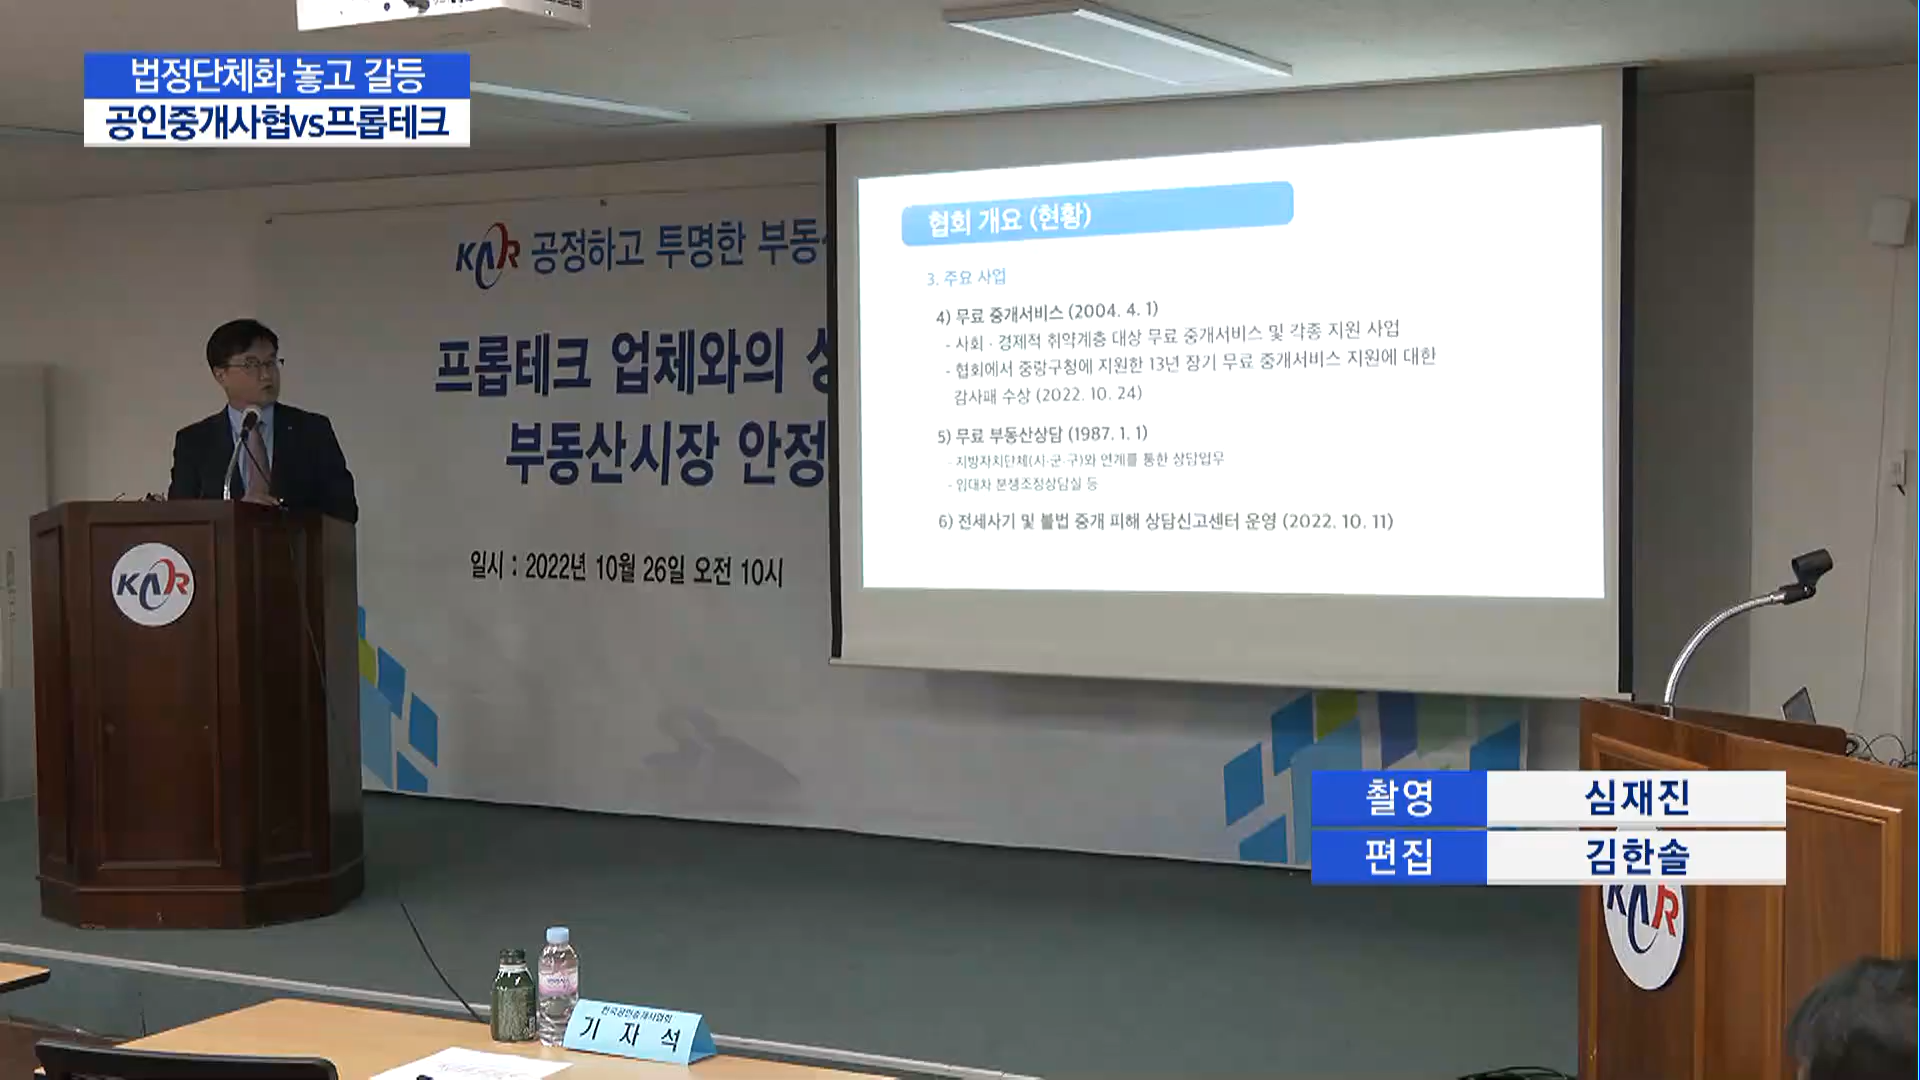 법정단체화 놓고 갈등
공인중개사협vs프롭테크
KAR 공정하고 투명한
프롭테크 업체와의
부동산시장 안정
일시 : 2022년 10월 26일 오전 10시
협회 개요 (현황)
3. 주요 사업
4) 무료 중개서비스 (2004. 4. 1)
- 사회 · 경제적 취약계층 대상 무료 중개서비스 및 각종 지원 사업
- 협회에서 중랑구청에 지원한 13년 장기 무료 중개서비스 지원에 대한
감사패 수상 (2022. 10. 24)
5) 무료 부동산상담 (1987. 1. 1)
- 지방자치단체(시·군·구)와 연계를 통한 상담업무
- 임대차 분쟁조정상담실 등
6) 전세사기 및 불법 중개 피해 상담신고센터 운영 (2022. 10. 11)
KAR
촬영 심재진
편집 김한솔
KAR
한국공인중개사협회
기 자 석